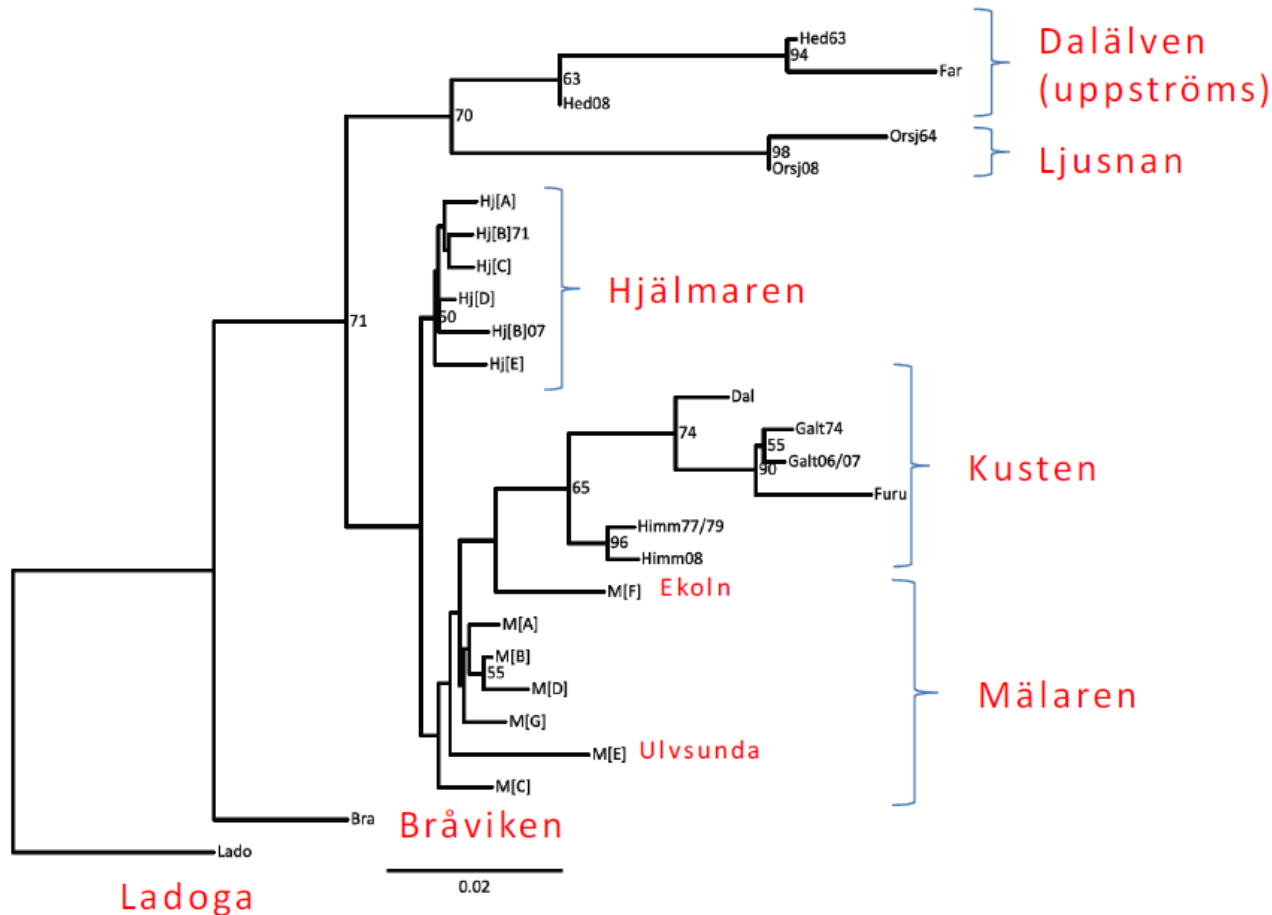 Hed63
94
Far
63
Hed08
Dalälven
(uppströms)
70
Orsj64
98
Orsj08
Ljusnan
Hj[A]
Hj[B]71
Hj[C]
Hj[D]
60
Hj[B]07
Hj[E]
Hjälmaren
71
Dal
74
Galt74
55
Galt06/07
90
Furu
65
Himm77/79
96
Himm08
Kusten
M[F] Ekoln
M[A]
M[B]
55
M[D]
M[G]
M[E] Ulvsunda
M[C]
Mälaren
Bra
Bråviken
Lado
Ladoga
0.02